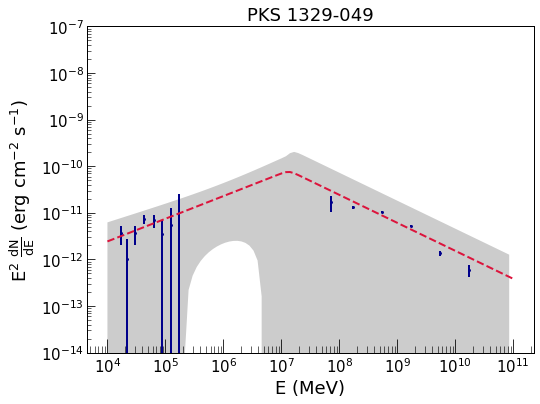 PKS 1329-049
E² dN/dE (erg cm⁻² s⁻¹)
10⁻⁷
10⁻⁸
10⁻⁹
10⁻¹⁰
10⁻¹¹
10⁻¹²
10⁻¹³
10⁻¹⁴
10⁴ 10⁵ 10⁶ 10⁷ 10⁸ 10⁹ 10¹⁰ 10¹¹
E (MeV)